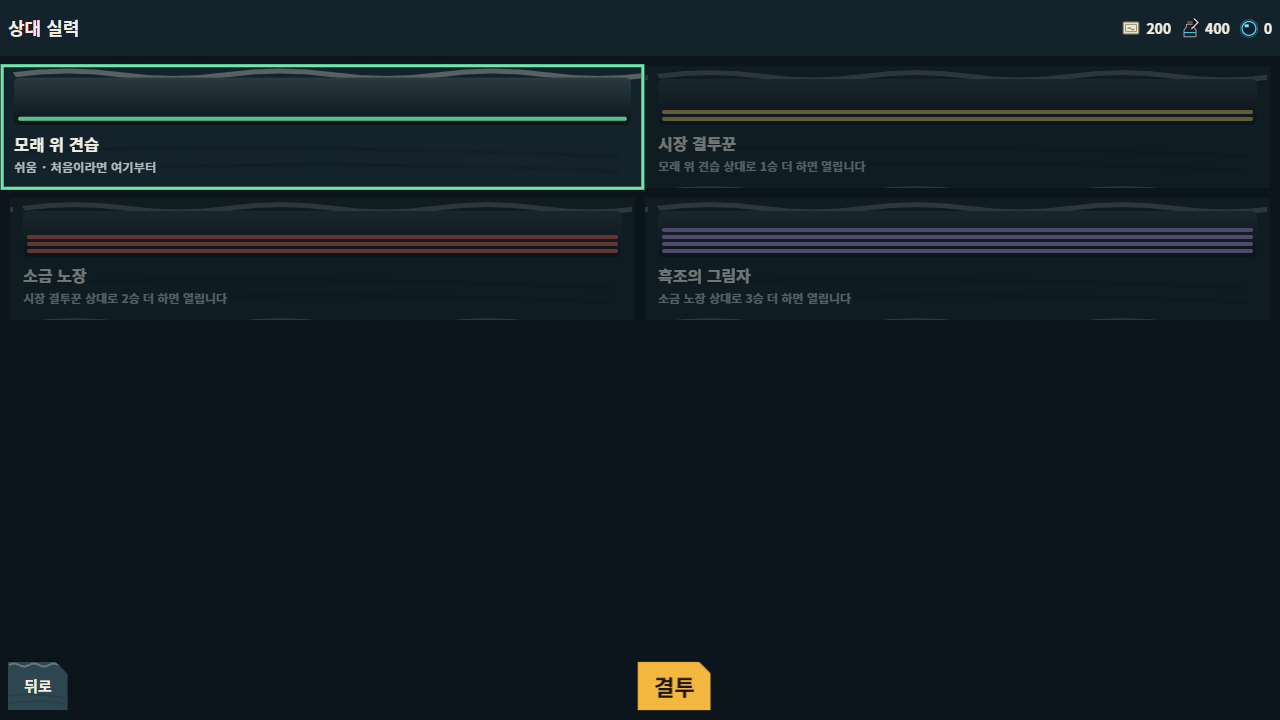 상대 실력
200 400 0
모래 위 견습
쉬움 · 처음이라면 여기부터
시장 결투꾼
모래 위 견습 상대로 1승 더 하면 열립니다
소금 노장
시장 결투꾼 상대로 2승 더 하면 열립니다
흑조의 그림자
소금 노장 상대로 3승 더 하면 열립니다
뒤로
결투